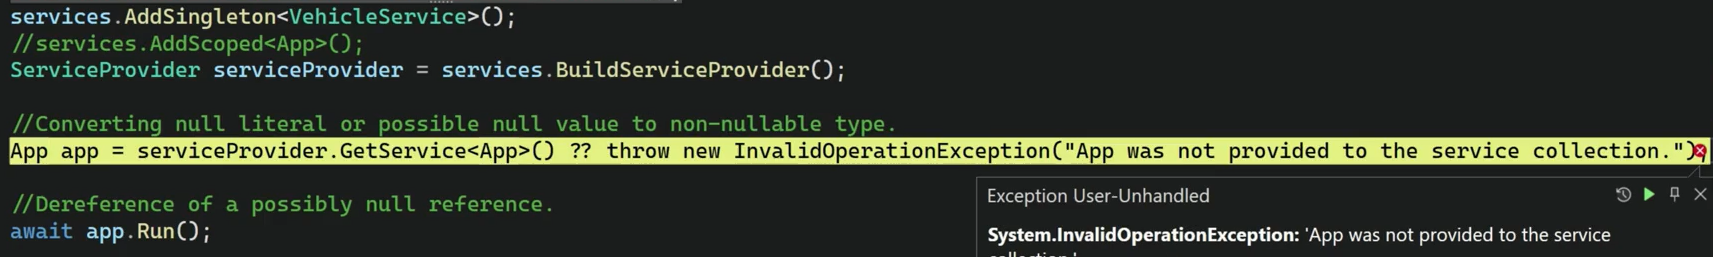 services.AddSingleton<VehicleService>();
//services.AddScoped<App>();
ServiceProvider serviceProvider = services.BuildServiceProvider();
//Converting null literal or possible null value to non-nullable type.
App app = serviceProvider.GetService<App>() ?? throw new InvalidOperationException("App was not provided to the service collection.");
Exception User-Unhandled
//Dereference of a possibly null reference.
await app.Run();
System.InvalidOperationException: 'App was not provided to the service
collection.'